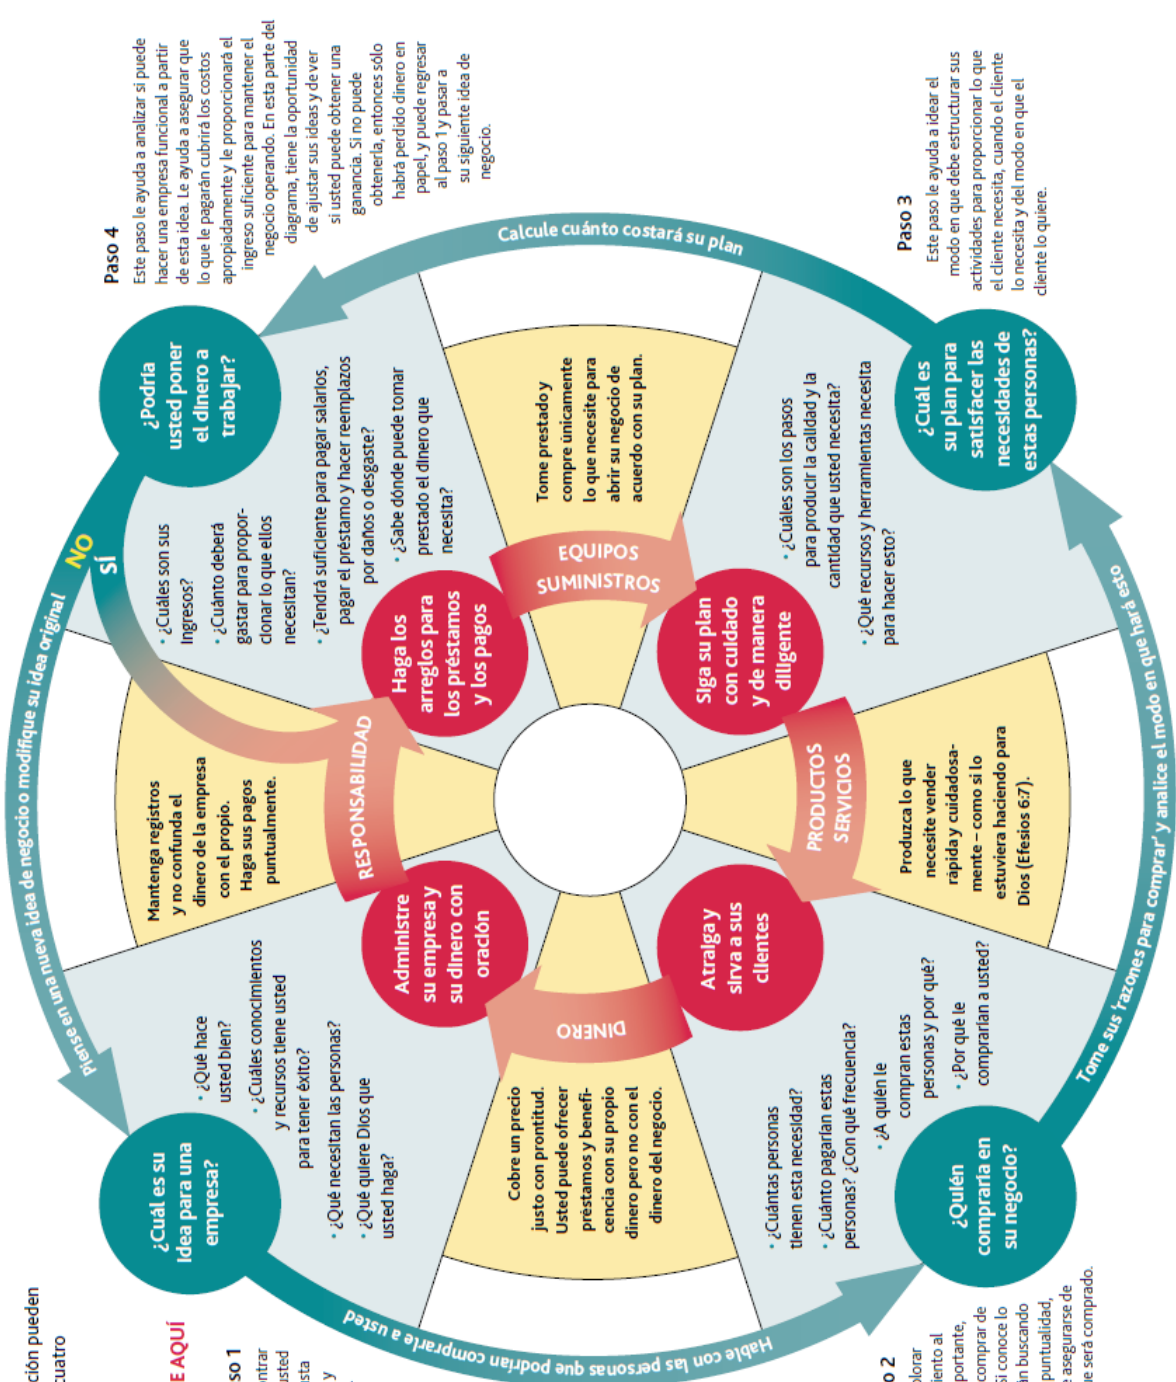 ción pueden
cuatro
E AQUÍ
so 1
ntrar
usted
sta
y
¿Cuál es su
idea para una
empresa?
• ¿Qué hace
usted bien?
• ¿Cuáles conocimientos
y recursos tiene usted
para tener éxito?
• ¿Qué necesitan las personas?
• ¿Qué quiere Dios que
usted haga?
Hable con las personas que podrían comprarle a usted
o 2
plorar
iento al
portante,
comprar de
Si conoce lo
án buscando
puntualidad,
e asegurarse de
ue será comprado.
¿Quién
compraría en
su negocio?
• ¿Cuántas personas
tienen esta necesidad?
• ¿Cuánto pagarían estas
personas? ¿Con qué frecuencia?
• ¿A quién le
compran estas
personas y por qué?
• ¿Por qué le
comprarían a usted?
Tome sus 'razones para comprar' y analice el modo en que hará esto
Paso 3
Este paso le ayuda a idear el
modo en que debe estructurar sus
actividades para proporcionar lo que
el cliente necesita, cuando el cliente
lo necesita y del modo en que el
cliente lo quiere.
¿Cuál es
su plan para
satisfacer las
necesidades de
estas personas?
• ¿Cuáles son los pasos
para producir la calidad y la
cantidad que usted necesita?
• ¿Qué recursos y herramientas necesita
para hacer esto?
Calcule cuánto costará su plan
Paso 4
Este paso le ayuda a analizar si puede
hacer una empresa funcional a partir
de esta idea. Le ayuda a asegurar que
lo que le pagarán cubrirá los costos
apropiadamente y le proporcionará el
ingreso suficiente para mantener el
negocio operando. En esta parte del
diagrama, tiene la oportunidad
de ajustar sus ideas y de ver
si usted puede obtener una
ganancia. Si no puede
obtenerla, entonces sólo
habrá perdido dinero en
papel, y puede regresar
al paso 1 y pasar a
su siguiente idea de
negocio.
¿Podría
usted poner
el dinero a
trabajar?
• ¿Cuáles son sus
ingresos?
• ¿Cuánto deberá
gastar para propor-
cionar lo que ellos
necesitan?
• ¿Tendrá suficiente para pagar salarios,
pagar el préstamo y hacer reemplazos
por daños o desgaste?
• ¿Sabe dónde puede tomar
prestado el dinero que
necesita?
NO
SÍ
Piense en una nueva idea de negocio o modifique su idea original
Haga los
arreglos para
los préstamos
y los pagos
EQUIPOS
SUMINISTROS
Tome prestado y
compre únicamente
lo que necesite para
abrir su negocio de
acuerdo con su plan.
Siga su plan
con cuidado
y de manera
diligente
PRODUCTOS
SERVICIOS
Produzca lo que
necesite vender
rápida y cuidadosa-
mente – como si lo
estuviera haciendo para
Dios (Efesios 6:7).
Atraiga y
sirva a sus
clientes
DINERO
Cobre un precio
justo con prontitud.
Usted puede ofrecer
préstamos y benefi-
cencia con su propio
dinero pero no con el
dinero del negocio.
Administre
su empresa y
su dinero con
oración
RESPONSABILIDAD
Mantenga registros
y no confunda el
dinero de la empresa
con el propio.
Haga sus pagos
puntualmente.